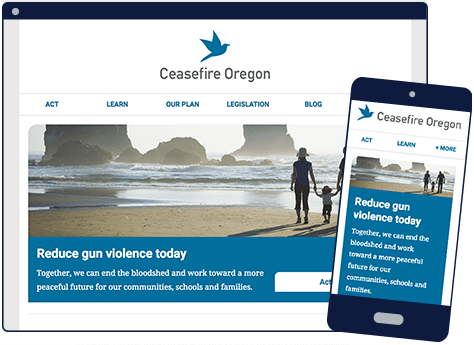 Ceasefire Oregon
ACT LEARN OUR PLAN LEGISLATION BLOG
Reduce gun violence today
Together, we can end the bloodshed and work toward a more
peaceful future for our communities, schools and families.
Act
Ceasefire Oregon
ACT LEARN + MORE
Reduce gun
violence today
Together, we can end the
bloodshed and work
toward a more peaceful
future for our
communities, schools and
families.